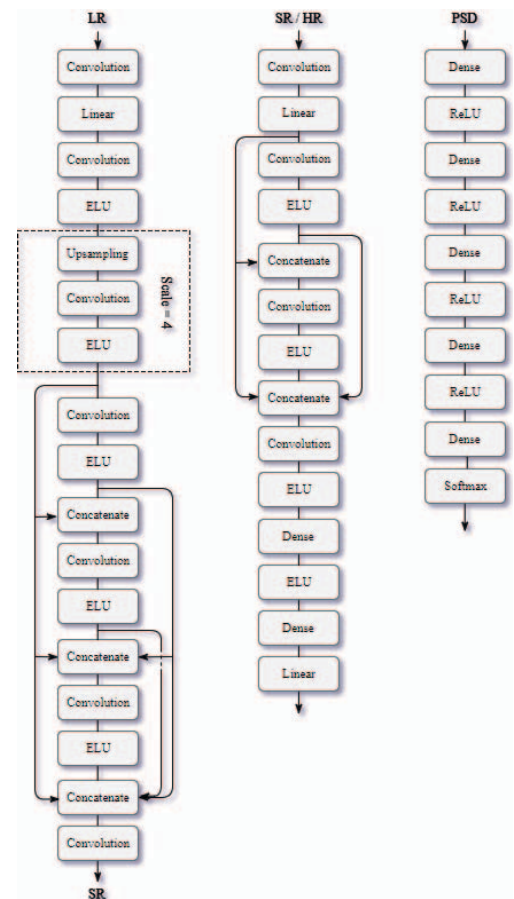 LR
Convolution
Linear
Convolution
ELU
Upsampling
Convolution
ELU
Scale = 4
Convolution
ELU
Concatenate
Convolution
ELU
Concatenate
Convolution
ELU
Concatenate
Convolution
SR
SR / HR
Convolution
Linear
Convolution
ELU
Concatenate
Convolution
ELU
Concatenate
Convolution
ELU
Dense
ELU
Dense
Linear
PSD
Dense
ReLU
Dense
ReLU
Dense
ReLU
Dense
ReLU
Dense
Softmax